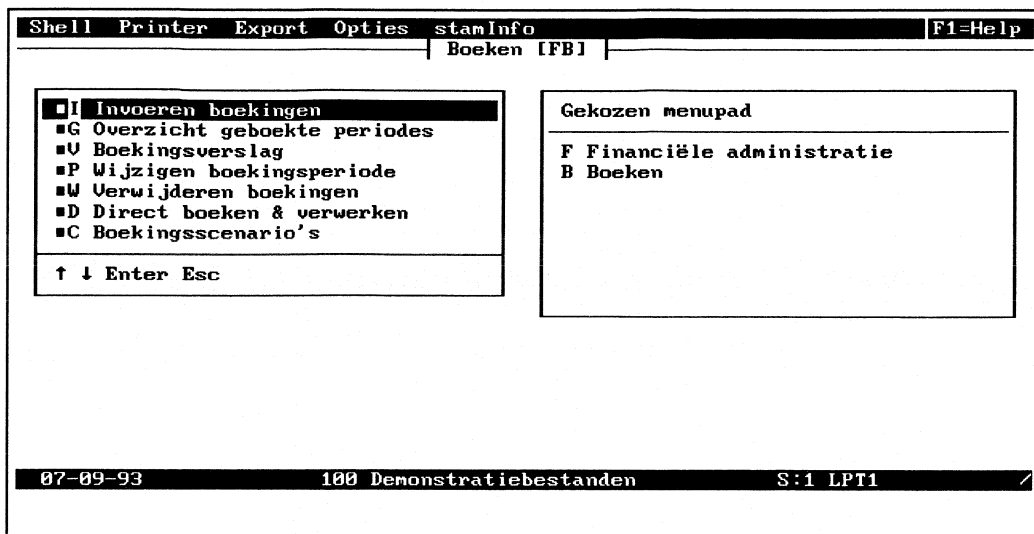 Shell Printer Export Opties stamInfo F1=Help
Boeken [FB]
I Invoeren boekingen
G Overzicht geboekte periodes
V Boekingsverslag
P Wijzigen boekingsperiode
W Verwijderen boekingen
D Direct boeken & verwerken
C Boekingsscenario's
↑ ↓ Enter Esc
Gekozen menupad
F Financiële administratie
B Boeken
07-09-93 100 Demonstratiebestanden S:1 LPT1 /